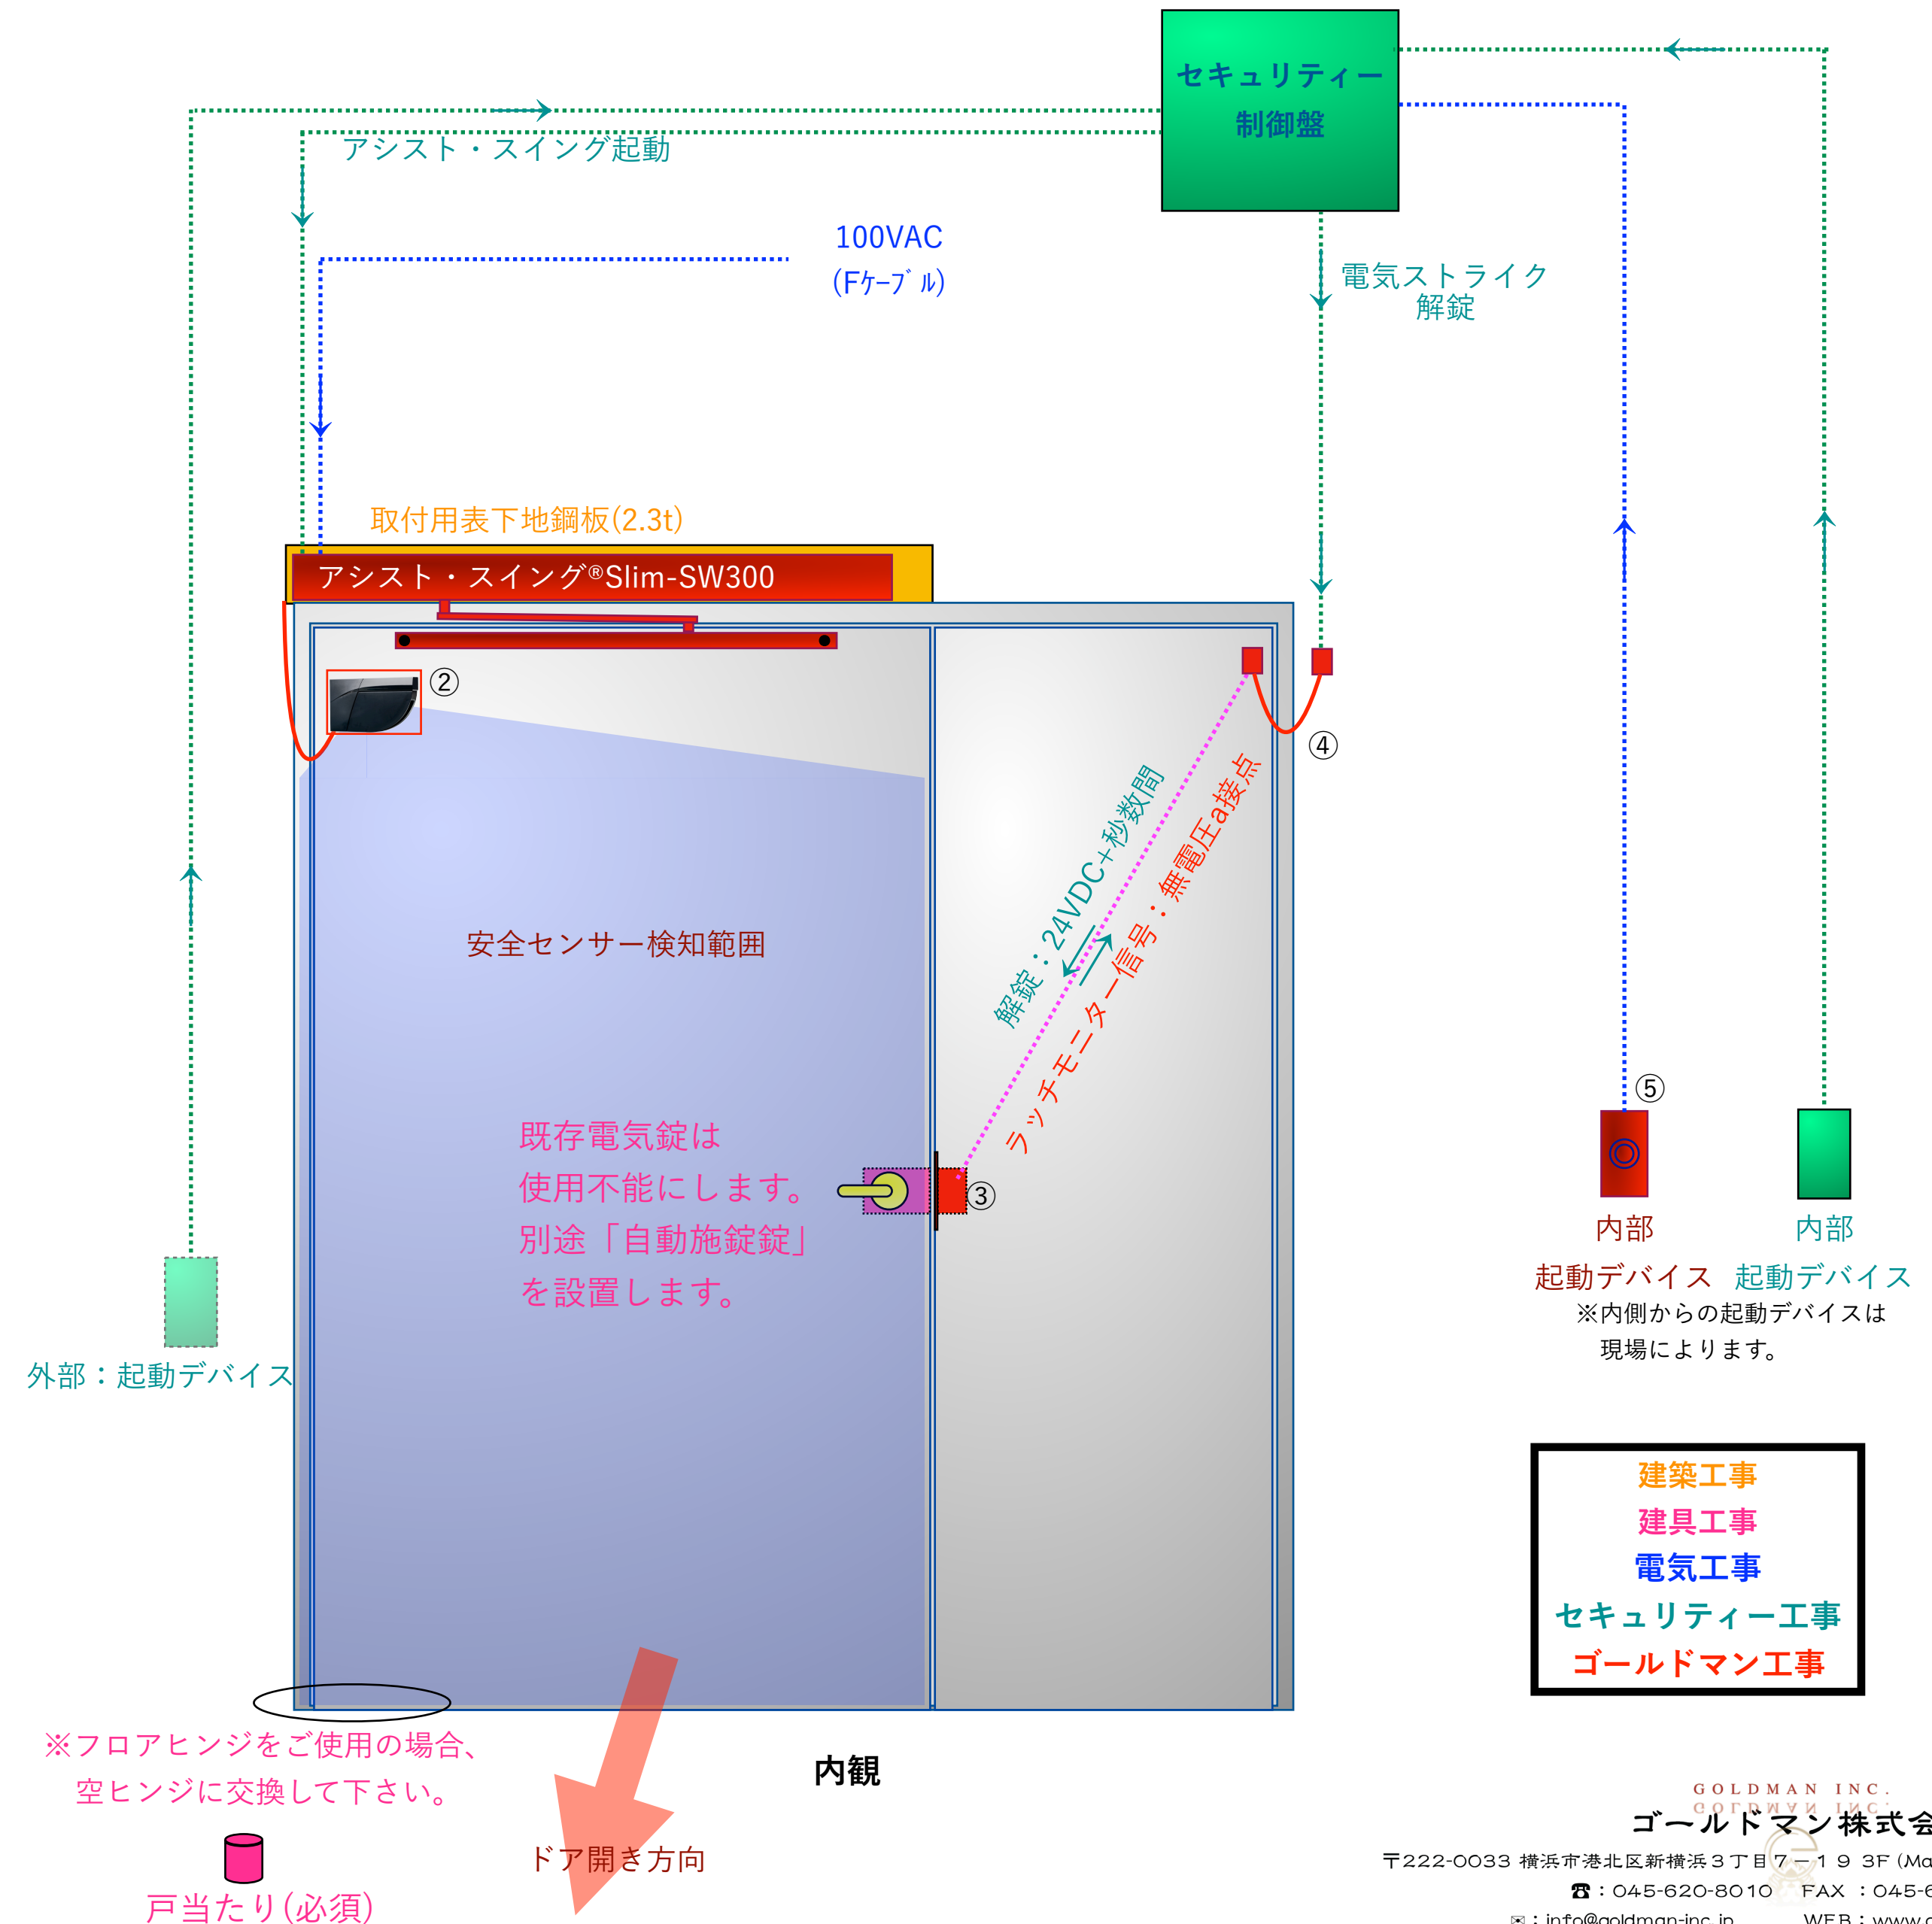 セキュリティー
制御盤
アシスト・スイング起動
100VAC
(Fｹｰﾌﾞﾙ)
電気ストライク
解錠
取付用表下地鋼板(2.3t)
アシスト・スイング®Slim-SW300
②
④
解錠：24VDC+秒数間
ラッチモニター信号：無電圧a接点
安全センサー検知範囲
既存電気錠は
使用不能にします。
別途「自動施錠錠」
を設置します。
③
⑤
内部
起動デバイス
内部
起動デバイス
※内側からの起動デバイスは
現場によります。
外部：起動デバイス
建築工事
建具工事
電気工事
セキュリティー工事
ゴールドマン工事
※フロアヒンジをご使用の場合、
空ヒンジに交換して下さい。
内観
ドア開き方向
戸当たり(必須)
GOLDMAN INC.
ゴールドマン株式会
〒222-0033 横浜市港北区新横浜３丁目７－１９ 3F (Ma
☎：045-620-8010 FAX：045-6
✉：info@goldman-inc.jp WEB：www.g